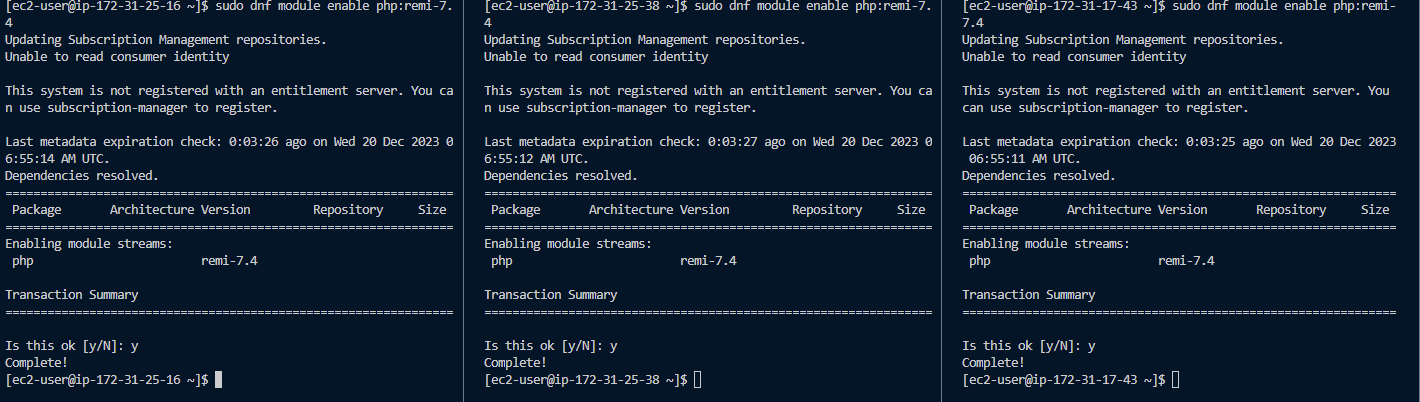 [ec2-user@ip-172-31-25-16 ~]$ sudo dnf module enable php:remi-7.
4
Updating Subscription Management repositories.
Unable to read consumer identity
This system is not registered with an entitlement server. You ca
n use subscription-manager to register.
Last metadata expiration check: 0:03:26 ago on Wed 20 Dec 2023 0
6:55:14 AM UTC.
Dependencies resolved.
================================================================
Package Architecture Version Repository Size
================================================================
Enabling module streams:
php remi-7.4
Transaction Summary
================================================================
Is this ok [y/N]: y
Complete!
[ec2-user@ip-172-31-25-16 ~]$
[ec2-user@ip-172-31-25-38 ~]$ sudo dnf module enable php:remi-7.
4
Updating Subscription Management repositories.
Unable to read consumer identity
This system is not registered with an entitlement server. You ca
n use subscription-manager to register.
Last metadata expiration check: 0:03:27 ago on Wed 20 Dec 2023 0
6:55:12 AM UTC.
Dependencies resolved.
================================================================
Package Architecture Version Repository Size
================================================================
Enabling module streams:
php remi-7.4
Transaction Summary
================================================================
Is this ok [y/N]: y
Complete!
[ec2-user@ip-172-31-25-38 ~]$
[ec2-user@ip-172-31-17-43 ~]$ sudo dnf module enable php:remi-
7.4
Updating Subscription Management repositories.
Unable to read consumer identity
This system is not registered with an entitlement server. You
can use subscription-manager to register.
Last metadata expiration check: 0:03:25 ago on Wed 20 Dec 2023
06:55:11 AM UTC.
Dependencies resolved.
==============================================================
Package Architecture Version Repository Size
==============================================================
Enabling module streams:
php remi-7.4
Transaction Summary
==============================================================
Is this ok [y/N]: y
Complete!
[ec2-user@ip-172-31-17-43 ~]$